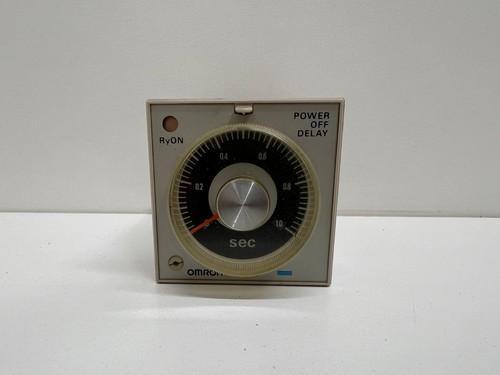 POWER
OFF
DELAY
RyON
0.4 0.6
0.2 0.8
1.0
sec
OMRON